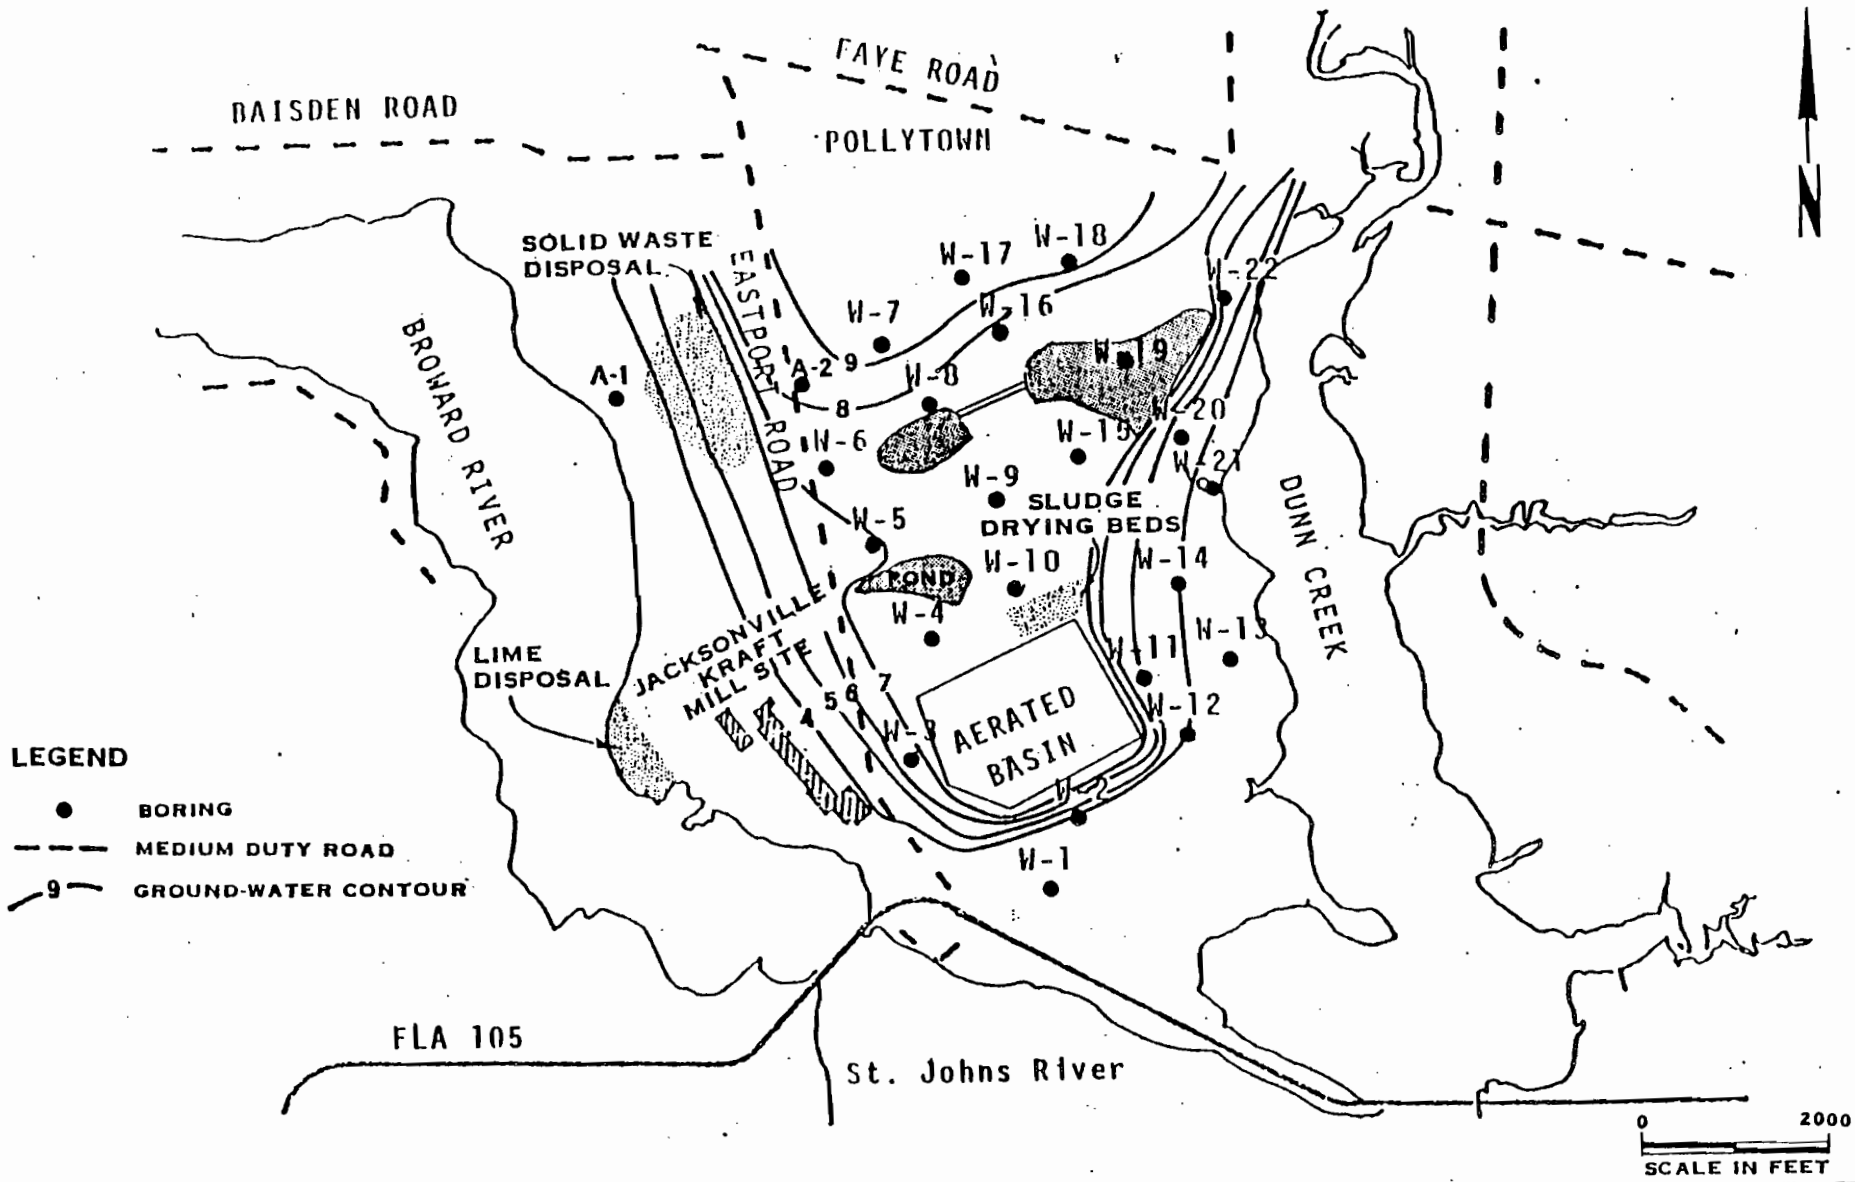 FAYE ROAD
BAISDEN ROAD
POLLYTOWN
N
SOLID WASTE
DISPOSAL
EASTPORT ROAD
W-17
W-18
W-22
W-7
W-16
BROWARD RIVER
A-1
A-2
9
W-8
W-19
8
W-20
W-6
W-21
W-9
SLUDGE
DRYING BEDS
DUNN CREEK
W-5
W-10
W-14
POND
W-4
W-13
JACKSONVILLE
KRAFT
MILL SITE
LIME
DISPOSAL
W-11
4
5
6
7
W-3
AERATED
BASIN
W-12
W-2
LEGEND
BORING
MEDIUM DUTY ROAD
9
GROUND-WATER CONTOUR
W-1
FLA 105
St. Johns River
0
2000
SCALE IN FEET